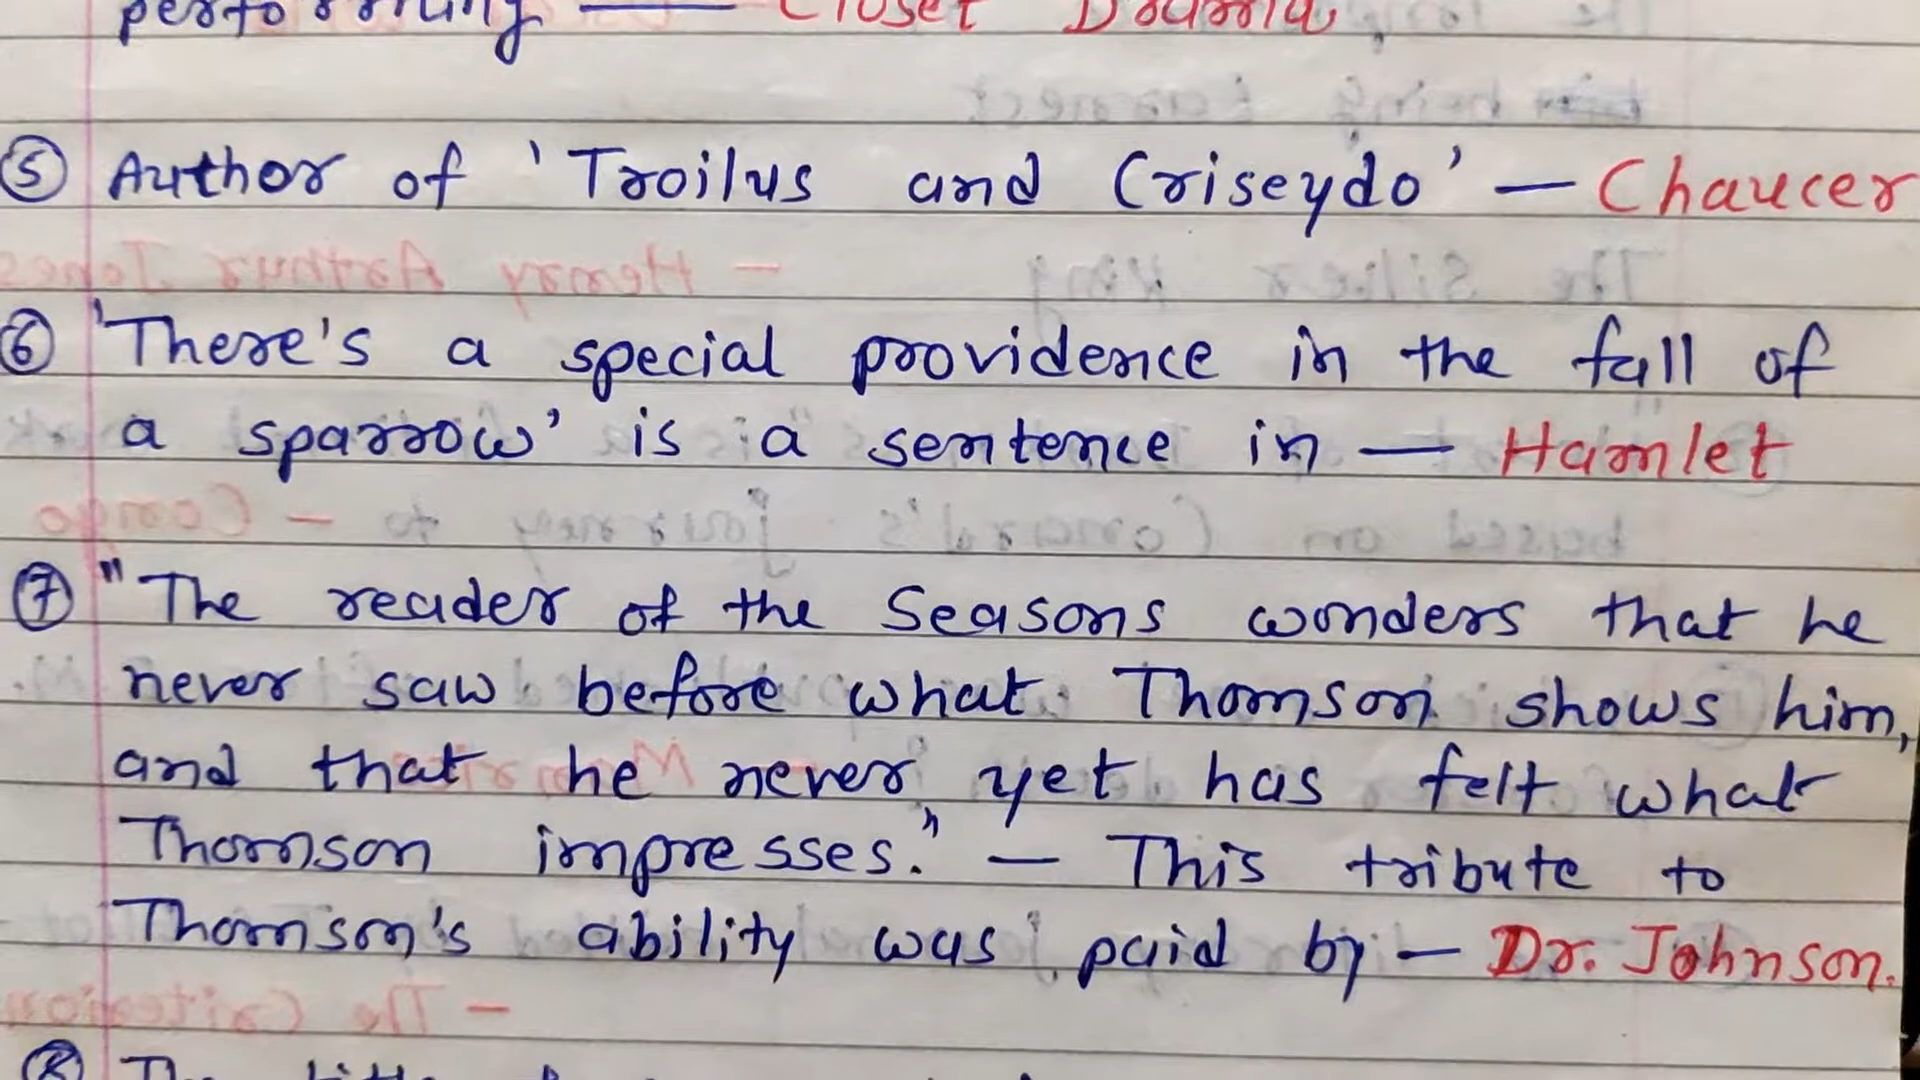 performing — Closet Drama
⑤ Author of 'Troilus and Criseydo' — Chaucer
⑥ 'There's a special providence in the fall of
a sparrow' is a sentence in — Hamlet
⑦ "The reader of the Seasons wonders that he
never saw before what Thomson shows him,
and that he never yet has felt what
Thomson impresses." — This tribute to
Thomson's ability was paid by — Dr. Johnson.
⑧ The